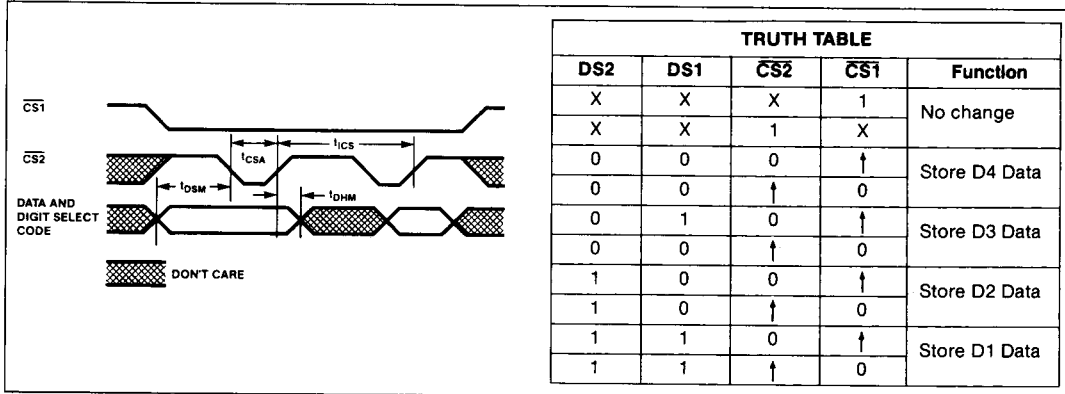 CS1
CS2
tCSA
tICS
tDSM
tDHM
DATA AND
DIGIT SELECT
CODE
DON'T CARE
TRUTH TABLE
DS2 DS1 CS2 CS1 Function
X X X 1 No change
X X 1 X
0 0 0 ↑ Store D4 Data
0 0 ↑ 0
0 1 0 ↑ Store D3 Data
0 0 ↑ 0
1 0 0 ↑ Store D2 Data
1 0 ↑ 0
1 1 0 ↑ Store D1 Data
1 1 ↑ 0